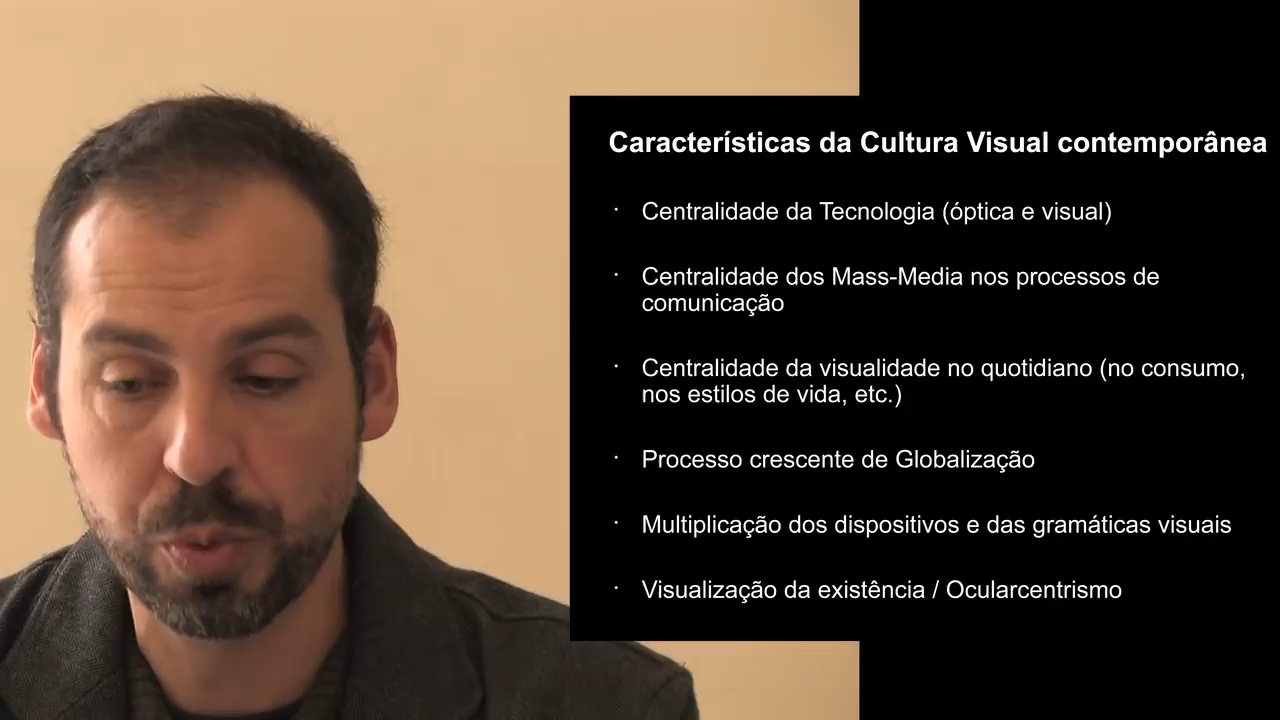 Características da Cultura Visual contemporânea
· Centralidade da Tecnologia (óptica e visual)
· Centralidade dos Mass-Media nos processos de
comunicação
· Centralidade da visualidade no quotidiano (no consumo,
nos estilos de vida, etc.)
· Processo crescente de Globalização
· Multiplicação dos dispositivos e das gramáticas visuais
· Visualização da existência / Ocularcentrismo